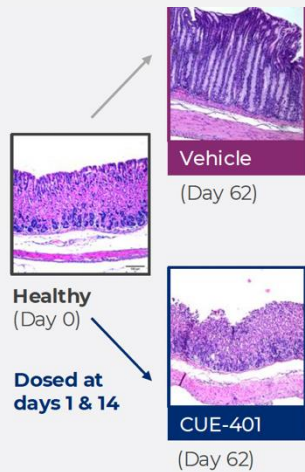 Vehicle
(Day 62)
Healthy
(Day 0)
Dosed at
days 1 & 14
CUE-401
(Day 62)